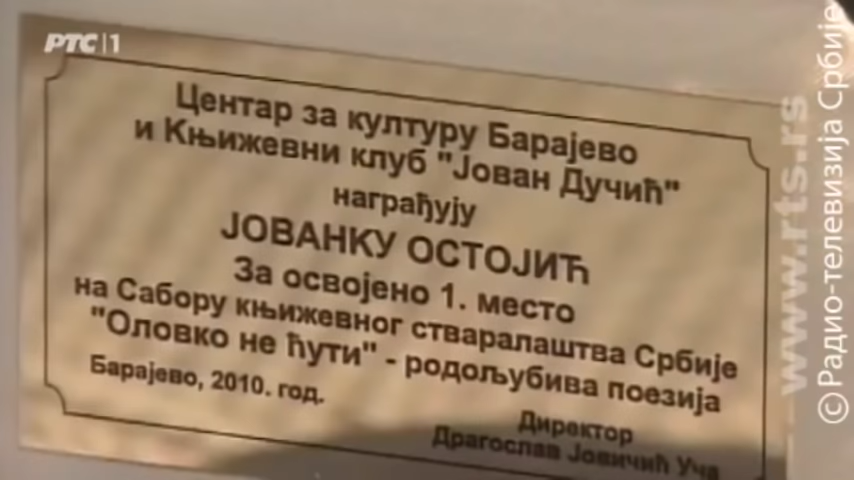 РТС|1
Центар за културу Барајево
и Књижевни клуб "Јован Дучић"
награђују
ЈОВАНКУ ОСТОЈИЋ
За освојено 1. место
на Сабору књижевног стваралаштва Србије
"Оловко не ћути" - родољубива поезија
Барајево, 2010. год.
Директор
Драгослав Јовичић Уча
www.rts.rs
© Радио-телевизија Србије